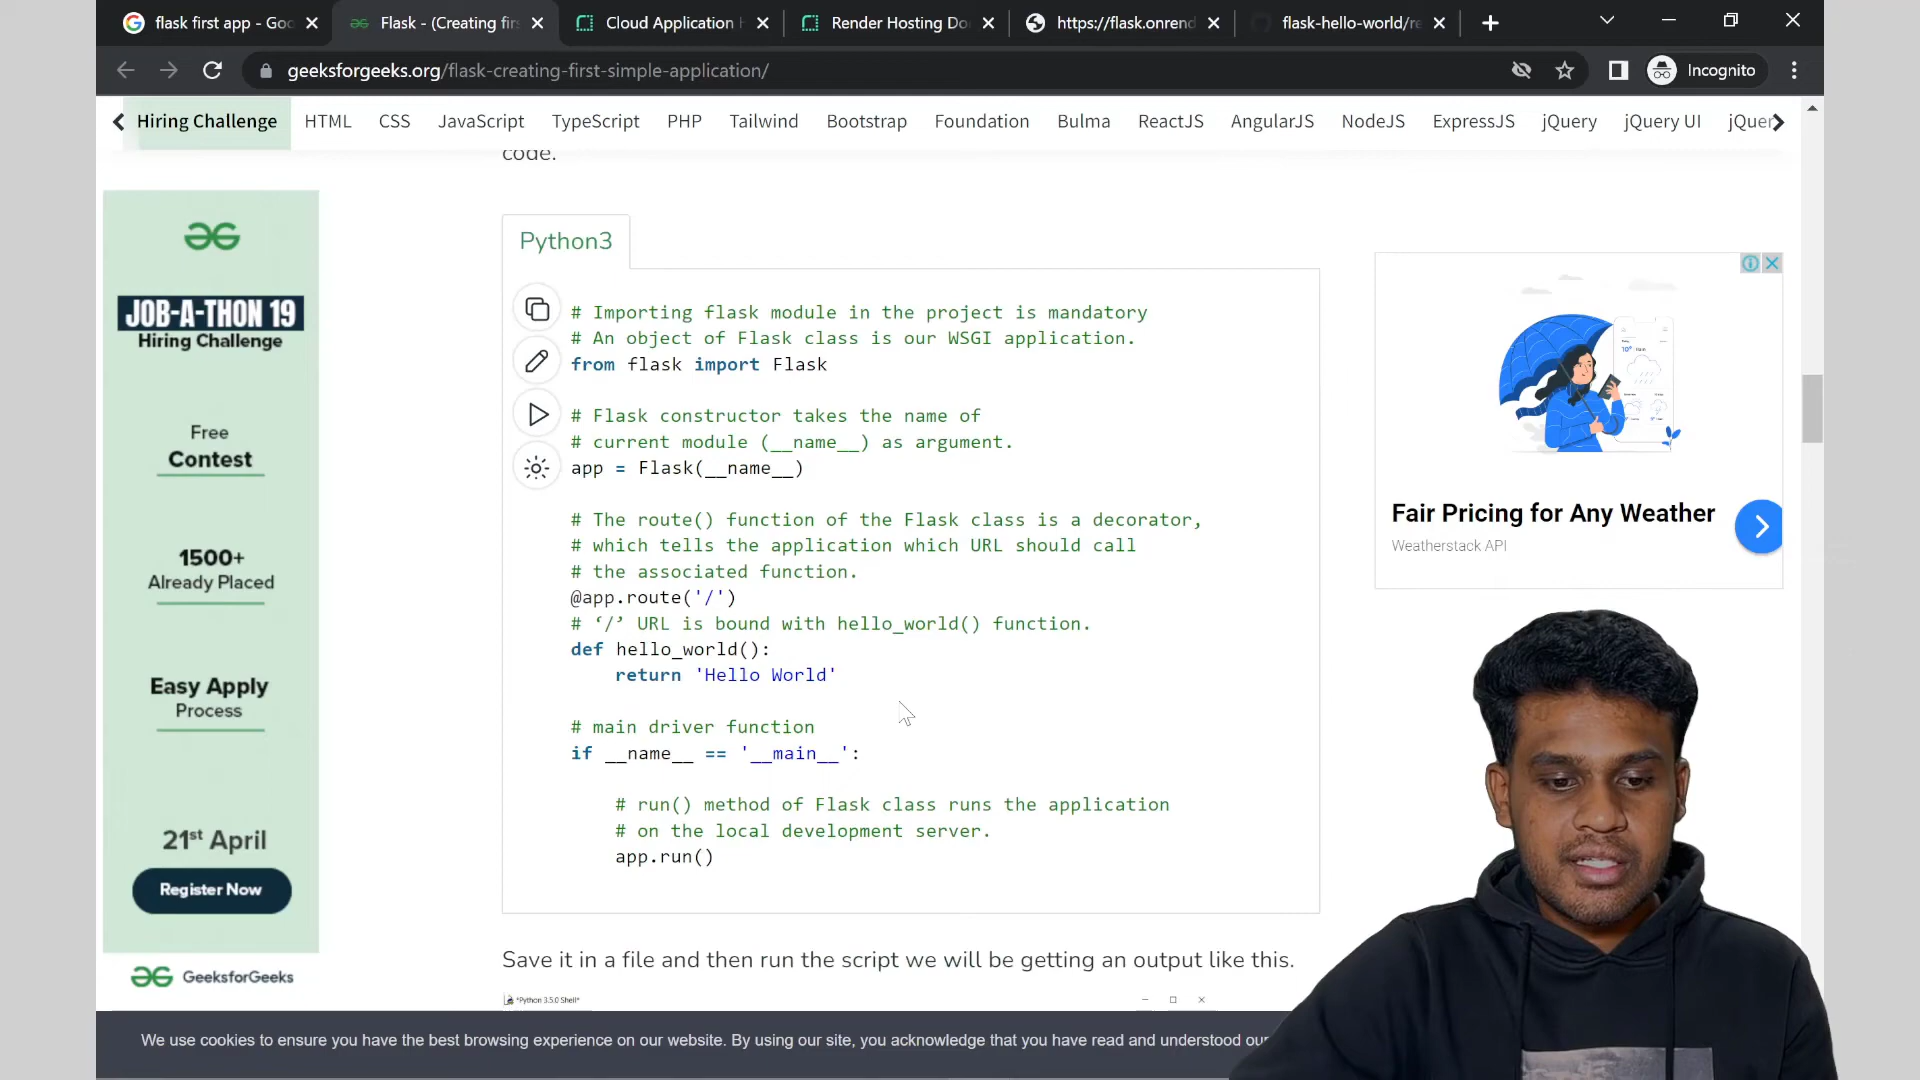 flask first app - Goo
Flask - (Creating firs
Cloud Application H
Render Hosting Do
https://flask.onrend
flask-hello-world/re
geeksforgeeks.org/flask-creating-first-simple-application/
Incognito
Hiring Challenge
HTML
CSS
JavaScript
TypeScript
PHP
Tailwind
Bootstrap
Foundation
Bulma
ReactJS
AngularJS
NodeJS
ExpressJS
jQuery
jQuery UI
jQuer
code.
JOB-A-THON 19
Hiring Challenge
Free
Contest
1500+
Already Placed
Easy Apply
Process
21st April
Register Now
GeeksforGeeks
Python3
# Importing flask module in the project is mandatory
# An object of Flask class is our WSGI application.
from flask import Flask
# Flask constructor takes the name of
# current module (__name__) as argument.
app = Flask(__name__)
# The route() function of the Flask class is a decorator,
# which tells the application which URL should call
# the associated function.
@app.route('/')
# ‘/’ URL is bound with hello_world() function.
def hello_world():
return 'Hello World'
# main driver function
if __name__ == '__main__':
# run() method of Flask class runs the application
# on the local development server.
app.run()
Save it in a file and then run the script we will be getting an output like this.
*Python 3.5.0 Shell*
Fair Pricing for Any Weather
Weatherstack API
We use cookies to ensure you have the best browsing experience on our website. By using our site, you acknowledge that you have read and understood our